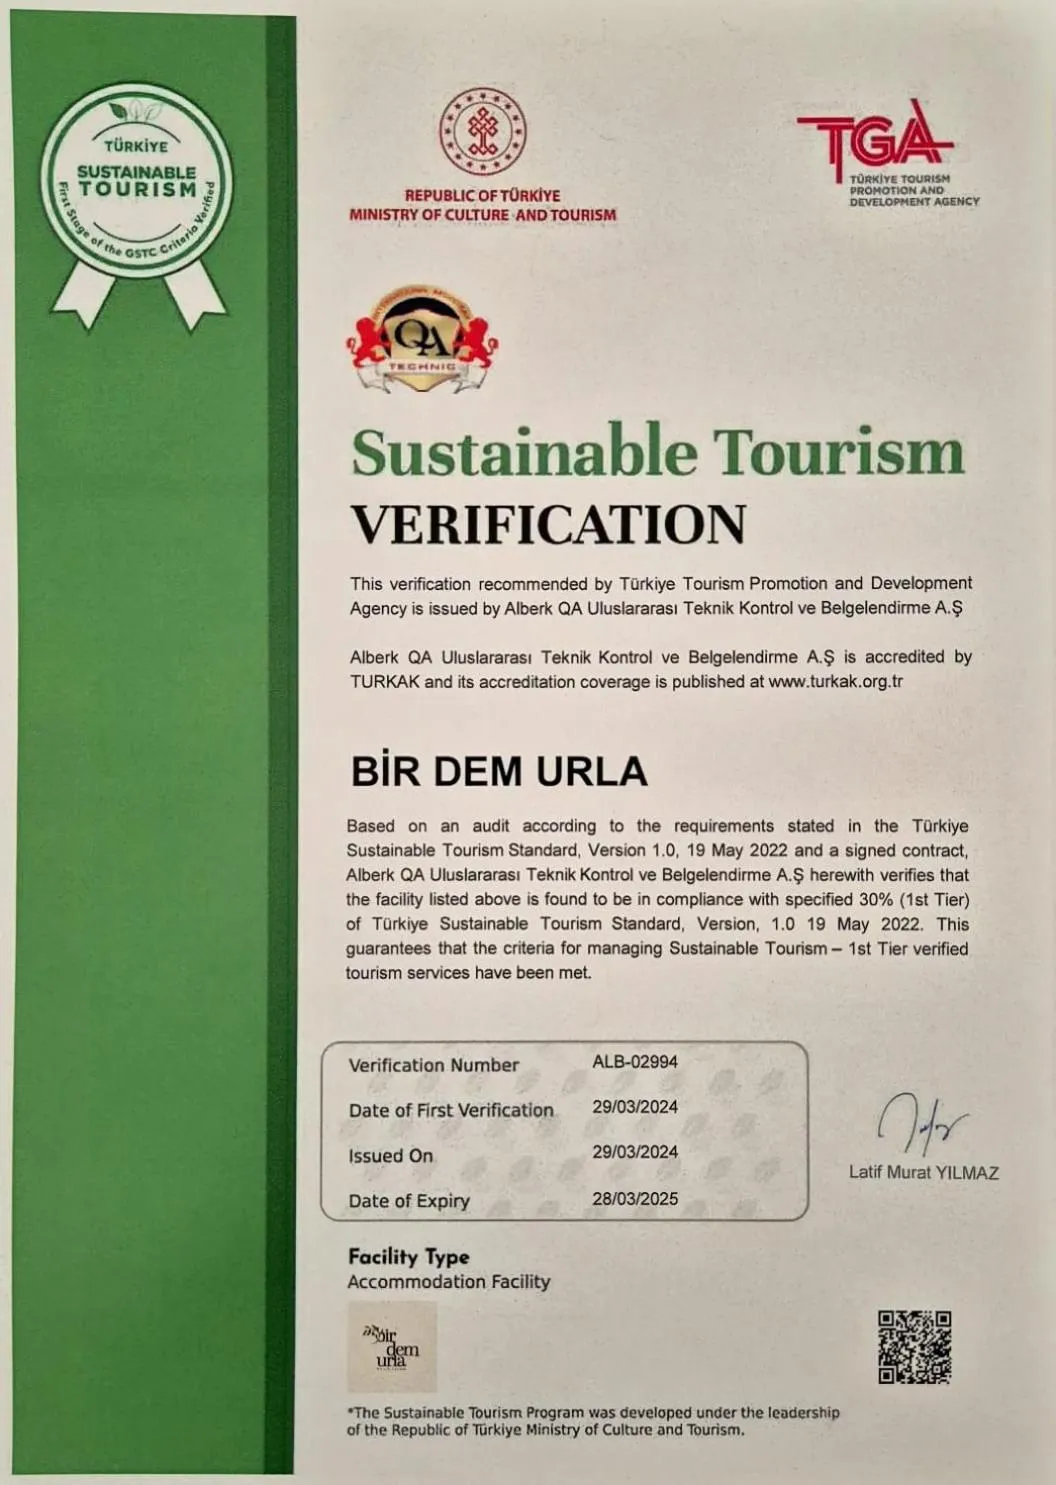 TÜRKİYE
SUSTAINABLE
TOURISM
First Stage of the GSTC Criteria Verified
REPUBLIC OF TÜRKİYE
MINISTRY OF CULTURE AND TOURISM
TGA
TÜRKİYE TOURISM
PROMOTION AND
DEVELOPMENT AGENCY
QA
TECHNIC
Sustainable Tourism
VERIFICATION
This verification recommended by Türkiye Tourism Promotion and Development
Agency is issued by Alberk QA Uluslararası Teknik Kontrol ve Belgelendirme A.Ş
Alberk QA Uluslararası Teknik Kontrol ve Belgelendirme A.Ş is accredited by
TURKAK and its accreditation coverage is published at www.turkak.org.tr
BİR DEM URLA
Based on an audit according to the requirements stated in the Türkiye
Sustainable Tourism Standard, Version 1.0, 19 May 2022 and a signed contract,
Alberk QA Uluslararası Teknik Kontrol ve Belgelendirme A.Ş herewith verifies that
the facility listed above is found to be in compliance with specified 30% (1st Tier)
of Türkiye Sustainable Tourism Standard, Version, 1.0 19 May 2022. This
guarantees that the criteria for managing Sustainable Tourism – 1st Tier verified
tourism services have been met.
Verification Number ALB-02994
Date of First Verification 29/03/2024
Issued On 29/03/2024
Date of Expiry 28/03/2025
Latif Murat YILMAZ
Facility Type
Accommodation Facility
bir
dem
urla
*The Sustainable Tourism Program was developed under the leadership
of the Republic of Türkiye Ministry of Culture and Tourism.